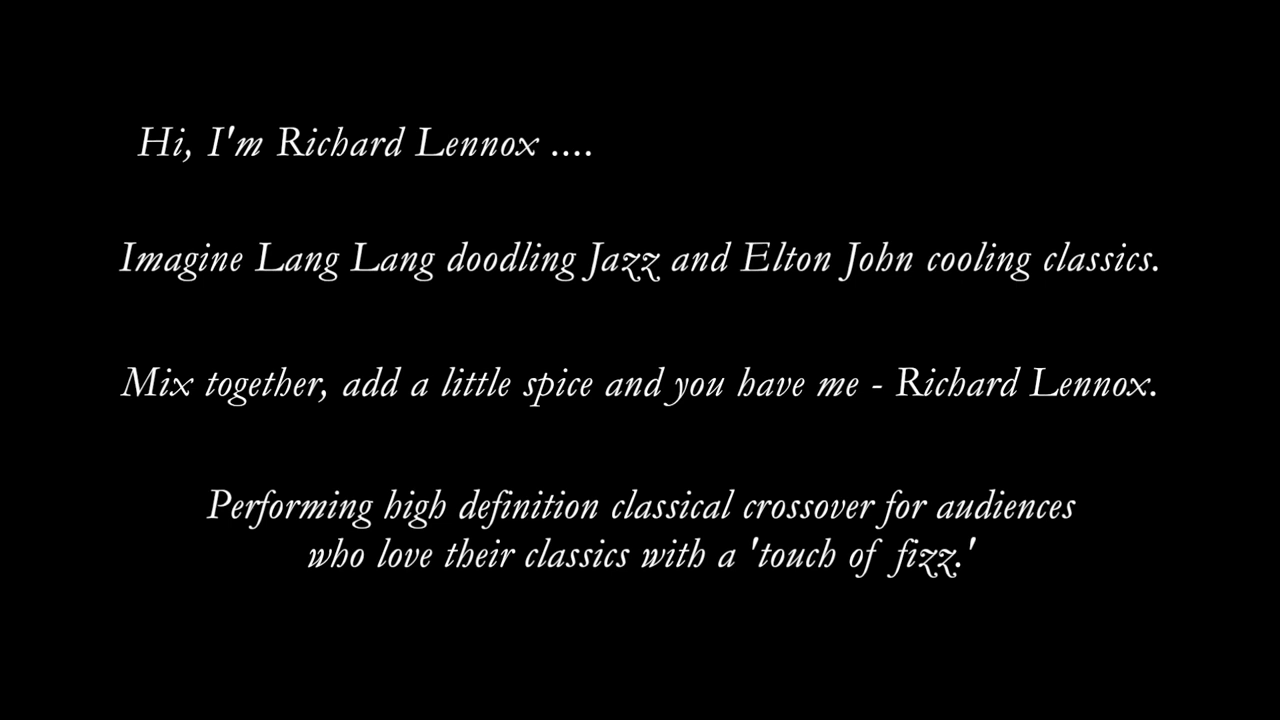 Hi, I'm Richard Lennox ....
Imagine Lang Lang doodling Jazz and Elton John cooling classics.
Mix together, add a little spice and you have me - Richard Lennox.
Performing high definition classical crossover for audiences
who love their classics with a 'touch of fizz.'